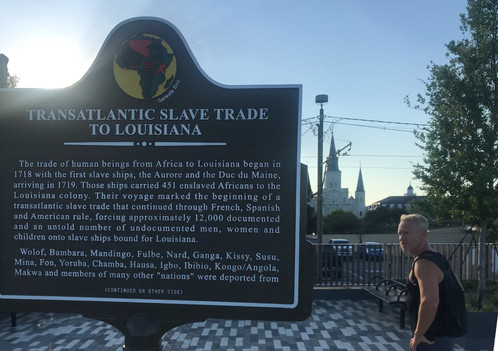 TRANSATLANTIC SLAVE TRADE
TO LOUISIANA
The trade of human beings from Africa to Louisiana began in
1718 with the first slave ships, the Aurore and the Duc du Maine,
arriving in 1719. Those ships carried 451 enslaved Africans to the
Louisiana colony. Their voyage marked the beginning of a
transatlantic slave trade that continued through French, Spanish
and American rule, forcing approximately 12,000 documented
and an untold number of undocumented men, women and
children onto slave ships bound for Louisiana.
Wolof, Bambara, Mandingo, Fulbe, Nard, Ganga, Kissy, Susu,
Mina, Fon, Yoruba, Chamba, Hausa, Igbo, Ibibio, Kongo/Angola,
Makwa and members of many other "nations" were deported from
(CONTINUED ON OTHER SIDE)